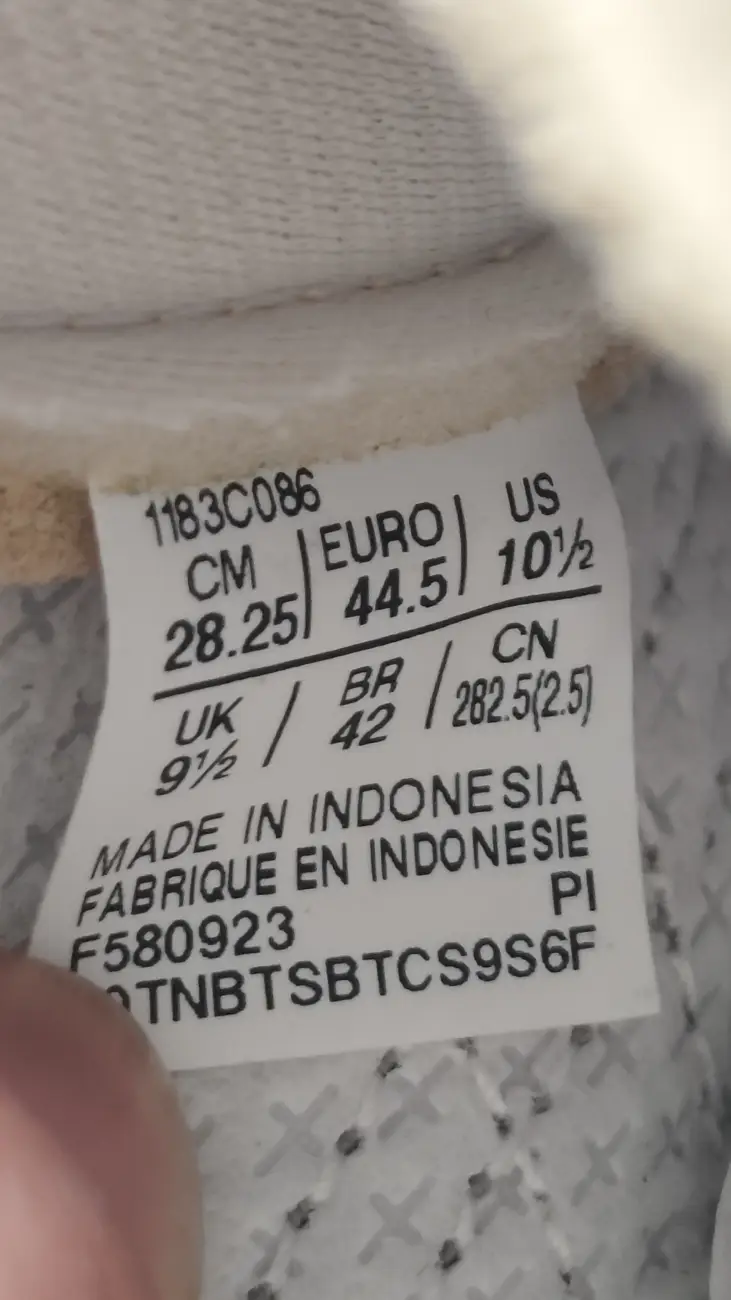 1183C086
CM | EURO | US
28.25 | 44.5 | 10½
UK / BR / CN
9½ / 42 / 282.5(2.5)
MADE IN INDONESIA
FABRIQUE EN INDONESIE
F580923 PI
TNBTSBTCS9S6F